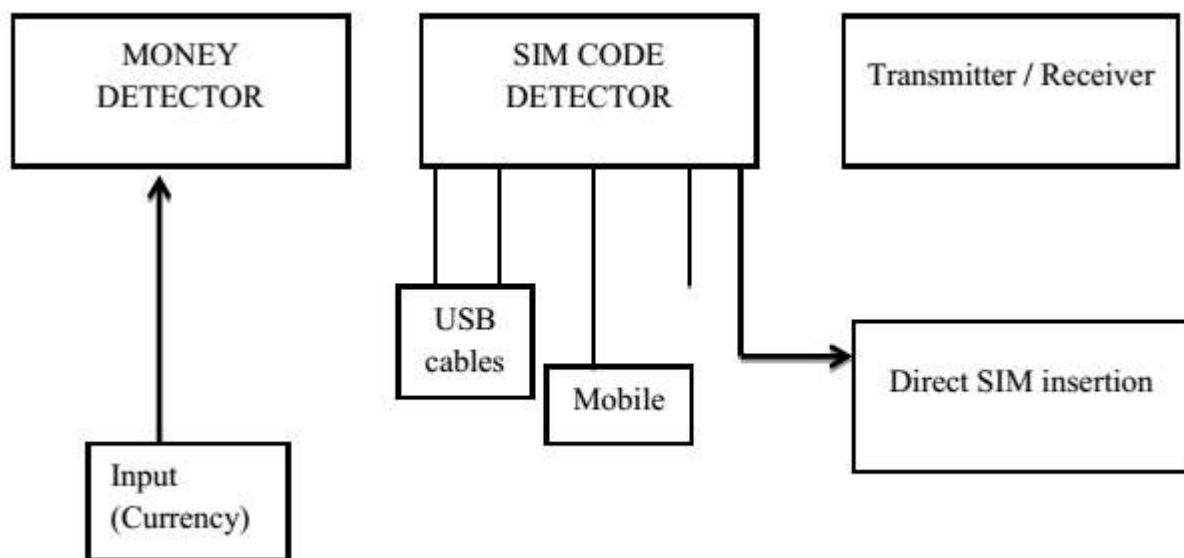 MONEY
DETECTOR
SIM CODE
DETECTOR
Transmitter / Receiver
USB
cables
Mobile
Direct SIM insertion
Input
(Currency)